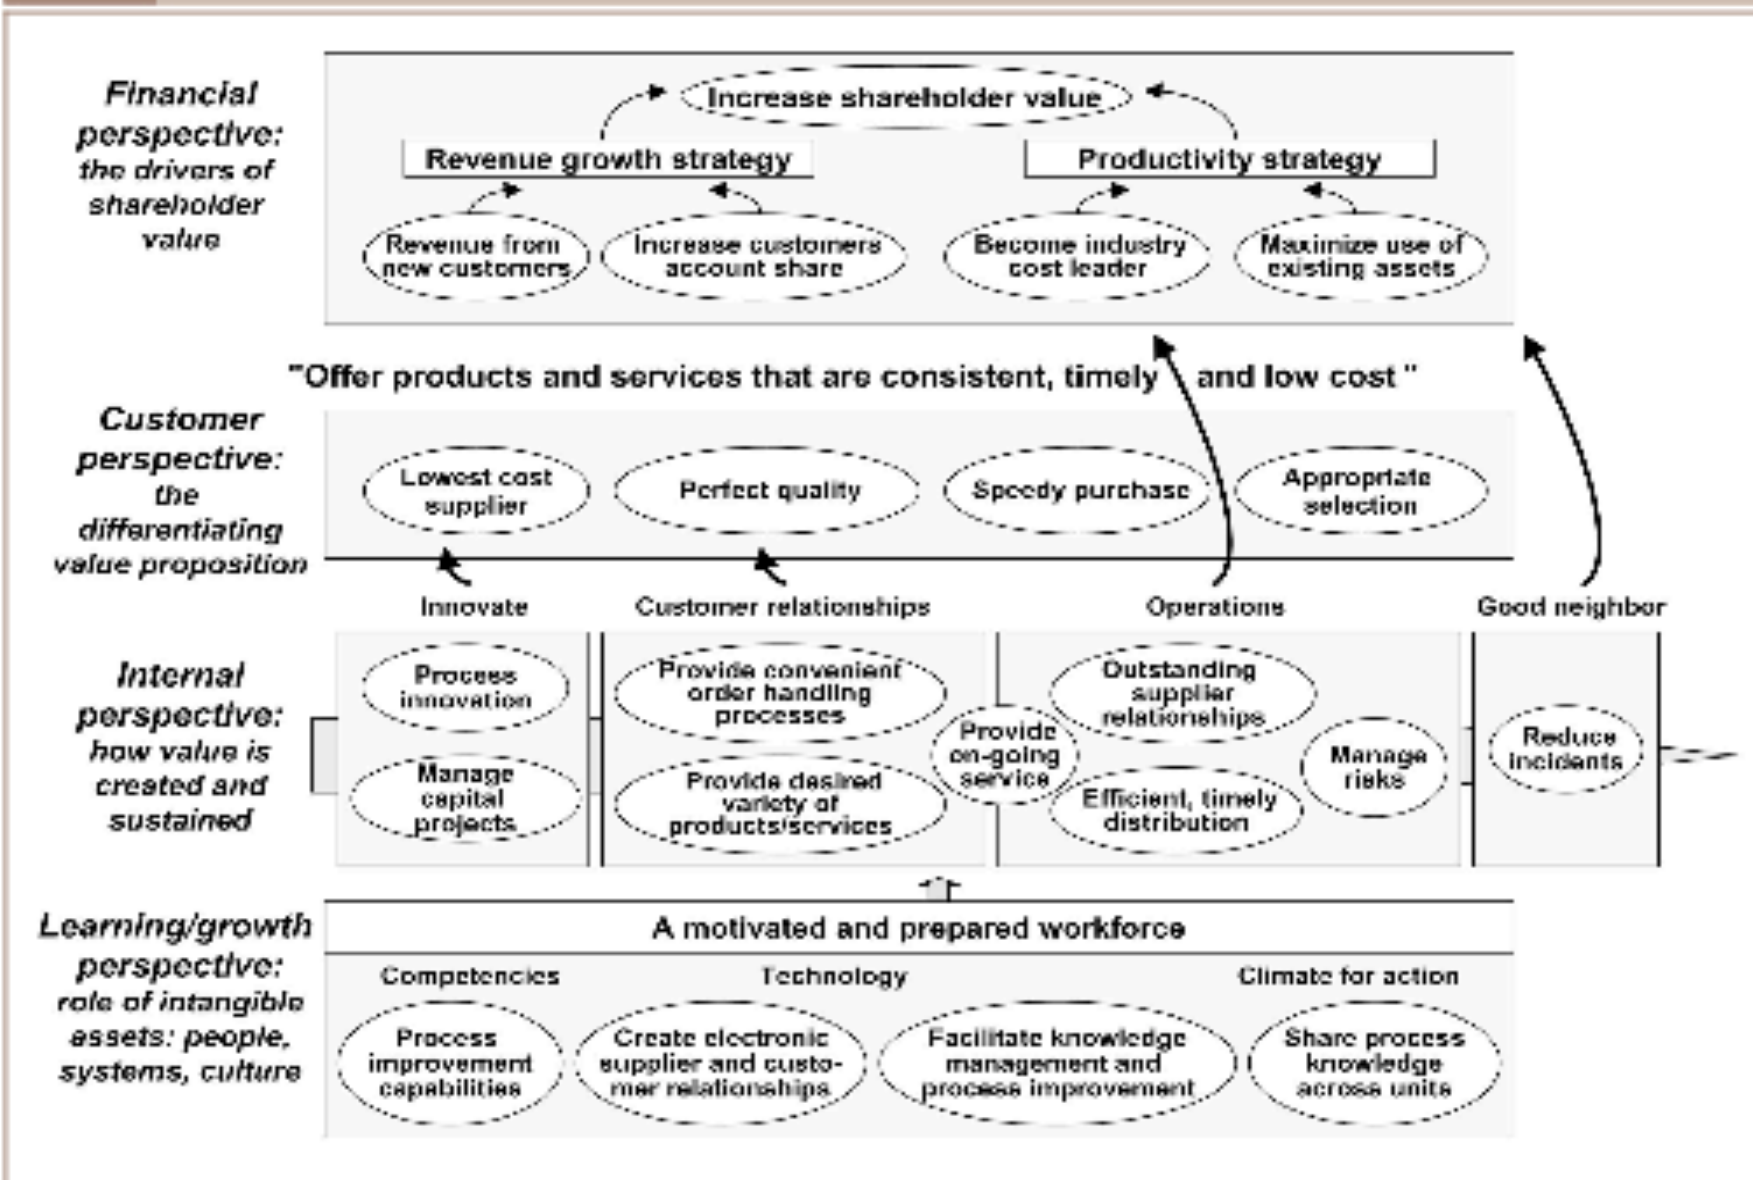 Financial
perspective:
the drivers of
shareholder
value
Increase shareholder value
Revenue growth strategy
Productivity strategy
Revenue from
new customers
Increase customers
account share
Become industry
cost leader
Maximize use of
existing assets
"Offer products and services that are consistent, timely and low cost"
Customer
perspective:
the
differentiating
value proposition
Lowest cost
supplier
Perfect quality
Speedy purchase
Appropriate
selection
Innovate
Customer relationships
Operations
Good neighbor
Internal
perspective:
how value is
created and
sustained
Process
innovation
Manage
capital
projects
Provide convenient
order handling
processes
Provide desired
variety of
products/services
Provide
on-going
service
Outstanding
supplier
relationships
Efficient, timely
distribution
Manage
risks
Reduce
incidents
Learning/growth
perspective:
role of intangible
assets: people,
systems, culture
A motivated and prepared workforce
Competencies
Technology
Climate for action
Process
improvement
capabilities
Create electronic
supplier and custo-
mer relationships
Facilitate knowledge
management and
process improvement
Share process
knowledge
across units